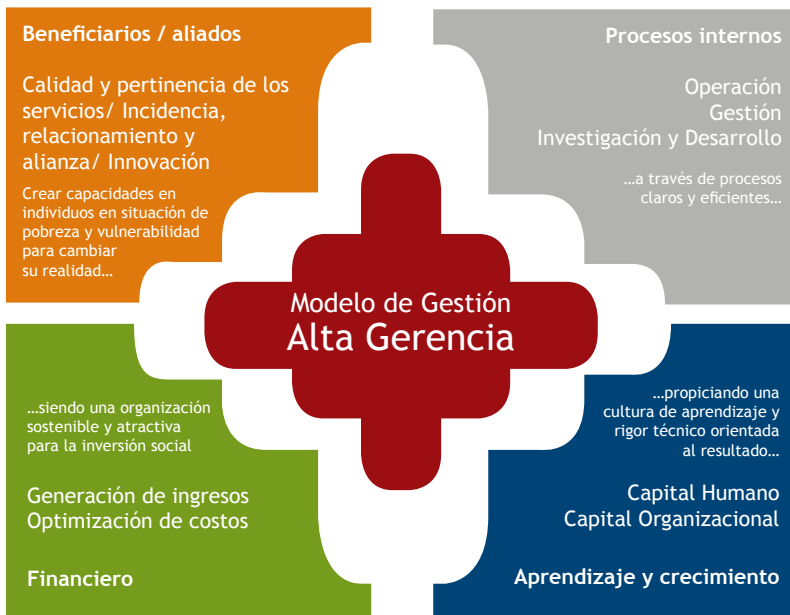 Beneficiarios / aliados
Calidad y pertinencia de los
servicios/ Incidencia,
relacionamiento y
alianza/ Innovación
Crear capacidades en
individuos en situación de
pobreza y vulnerabilidad
para cambiar
su realidad…
Procesos internos
Operación
Gestión
Investigación y Desarrollo
…a través de procesos
claros y eficientes…
Modelo de Gestión
Alta Gerencia
…siendo una organización
sostenible y atractiva
para la inversión social
Generación de ingresos
Optimización de costos
Financiero
…propiciando una
cultura de aprendizaje y
rigor técnico orientada
al resultado…
Capital Humano
Capital Organizacional
Aprendizaje y crecimiento